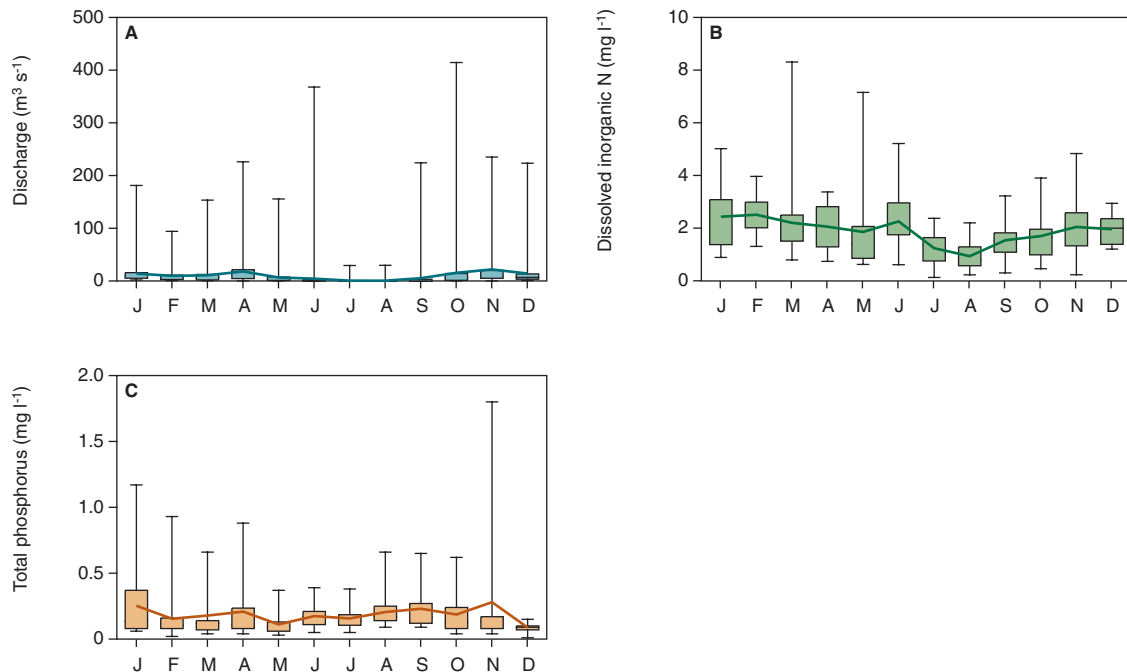 A
Discharge (m³ s⁻¹)
500
400
300
200
100
0
J F M A M J J A S O N D
B
Dissolved inorganic N (mg l⁻¹)
10
8
6
4
2
0
J F M A M J J A S O N D
C
Total phosphorus (mg l⁻¹)
2.0
1.5
1.0
0.5
0
J F M A M J J A S O N D